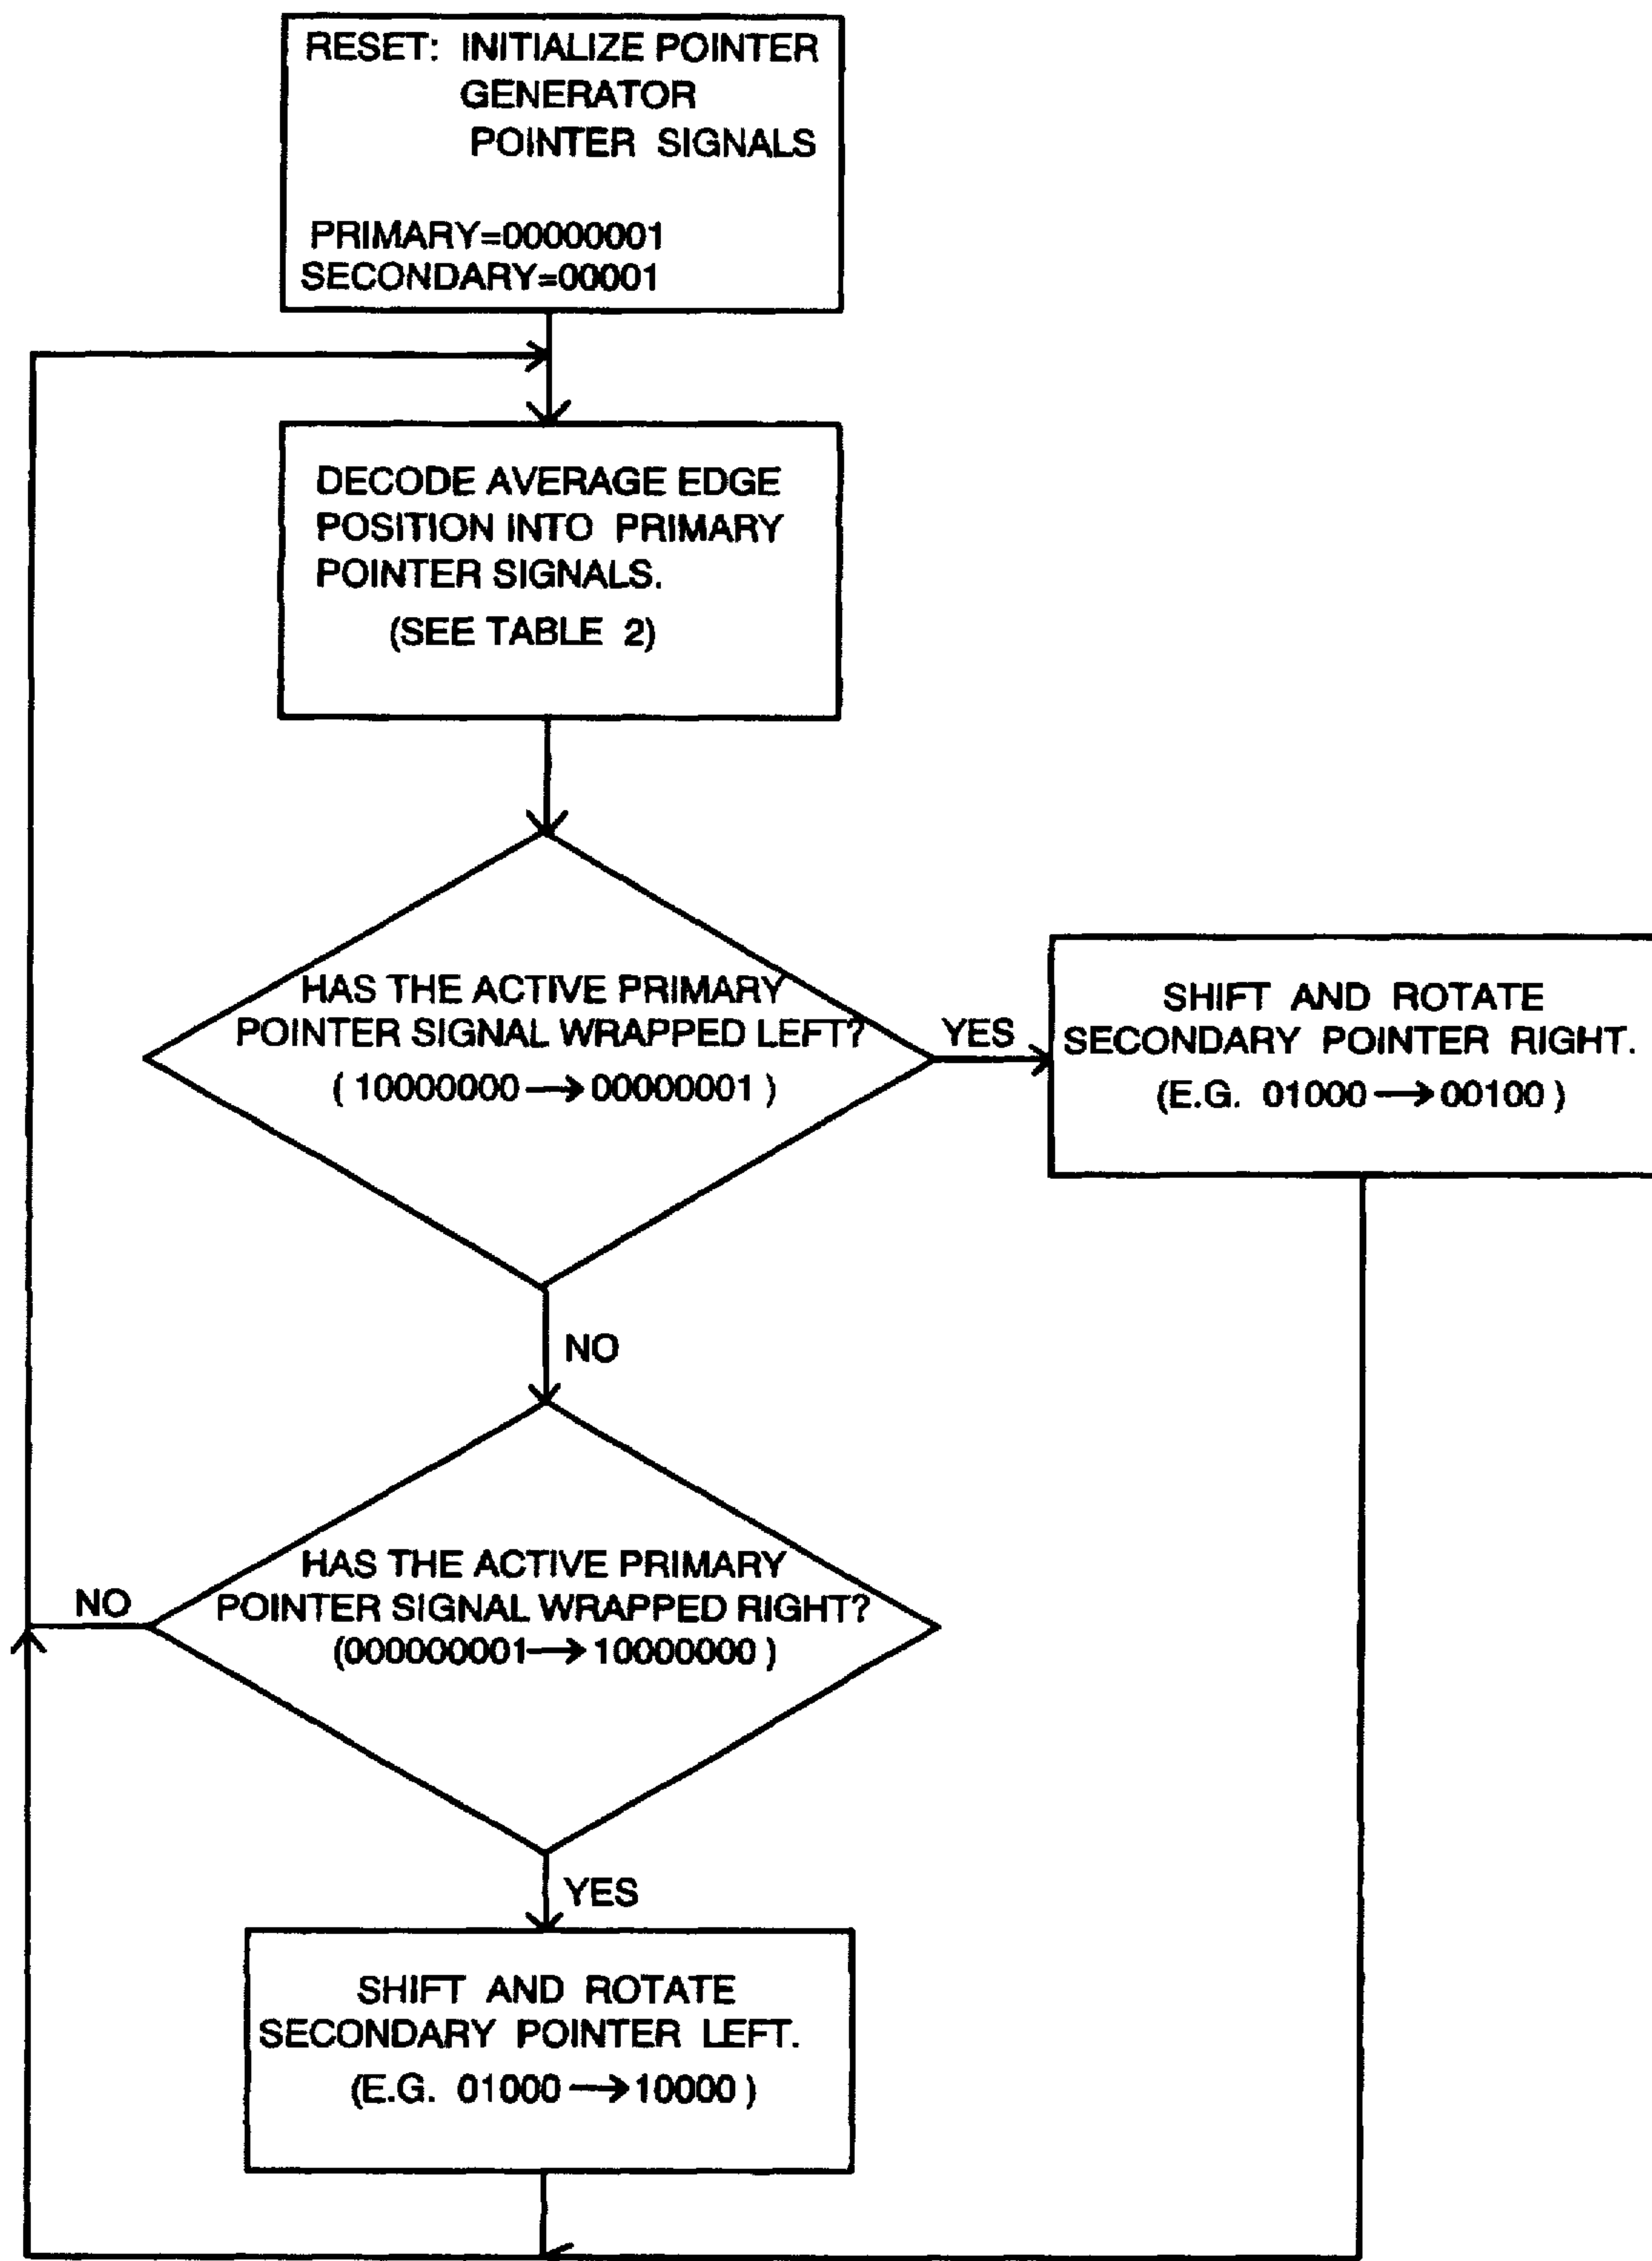 RESET: INITIALIZE POINTER
GENERATOR
POINTER SIGNALS
PRIMARY=00000001
SECONDARY=00001
DECODE AVERAGE EDGE
POSITION INTO PRIMARY
POINTER SIGNALS.
(SEE TABLE 2)
HAS THE ACTIVE PRIMARY
POINTER SIGNAL WRAPPED LEFT?
( 10000000 → 00000001 )
YES
SHIFT AND ROTATE
SECONDARY POINTER RIGHT.
(E.G. 01000 → 00100 )
NO
HAS THE ACTIVE PRIMARY
POINTER SIGNAL WRAPPED RIGHT?
(000000001 → 10000000 )
NO
YES
SHIFT AND ROTATE
SECONDARY POINTER LEFT.
(E.G. 01000 → 10000 )